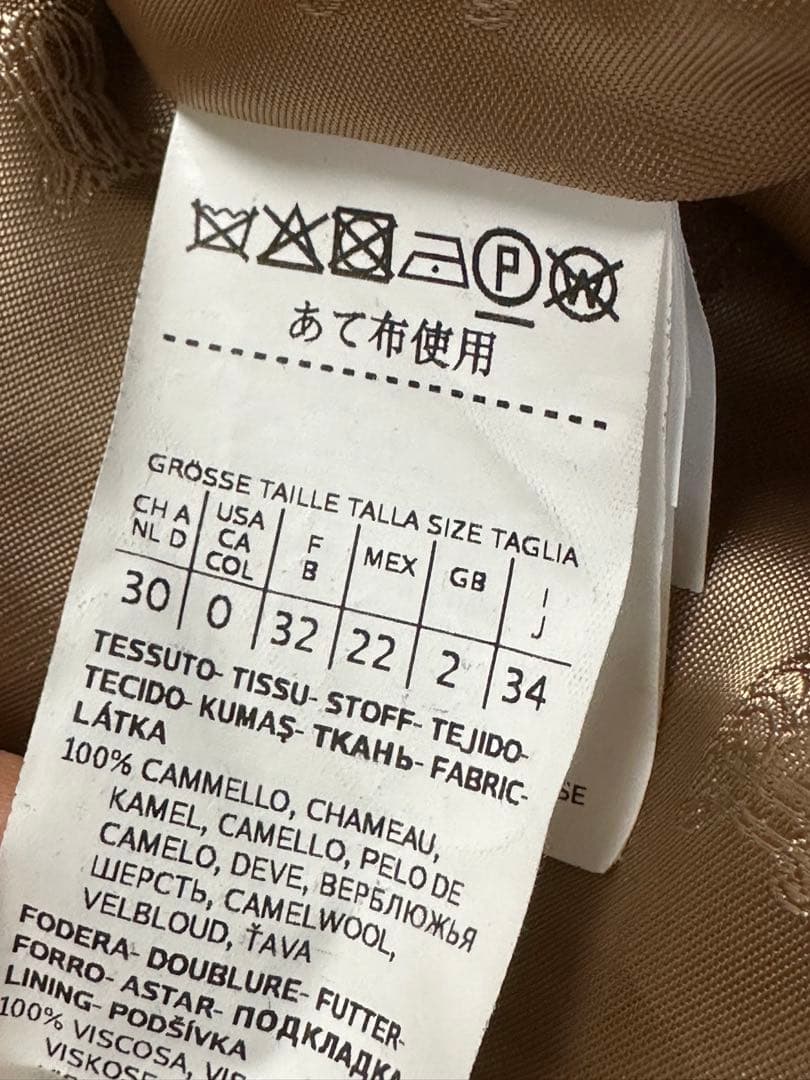 P W
あて布使用
GRÖSSE TAILLE TALLA SIZE TAGLIA
CH A NL D USA CA COL F B MEX GB I J
30 0 32 22 2 34
TESSUTO- TISSU- STOFF- TEJIDO-
TECIDO- KUMAŞ- ТКАНЬ- FABRIC-
LÁTKA
100% CAMMELLO, CHAMEAU,
KAMEL, CAMELLO, PELO DE
CAMELO, DEVE, ВЕРБЛЮЖЬЯ
ШЕРСТЬ, CAMELWOOL,
VELBLOUD, ŤAVA
FODERA- DOUBLURE- FUTTER-
FORRO- ASTAR- ПОДКЛАДКА
LINING- PODŠÍVKA
100% VISCOSA,
VISKOSE
SE